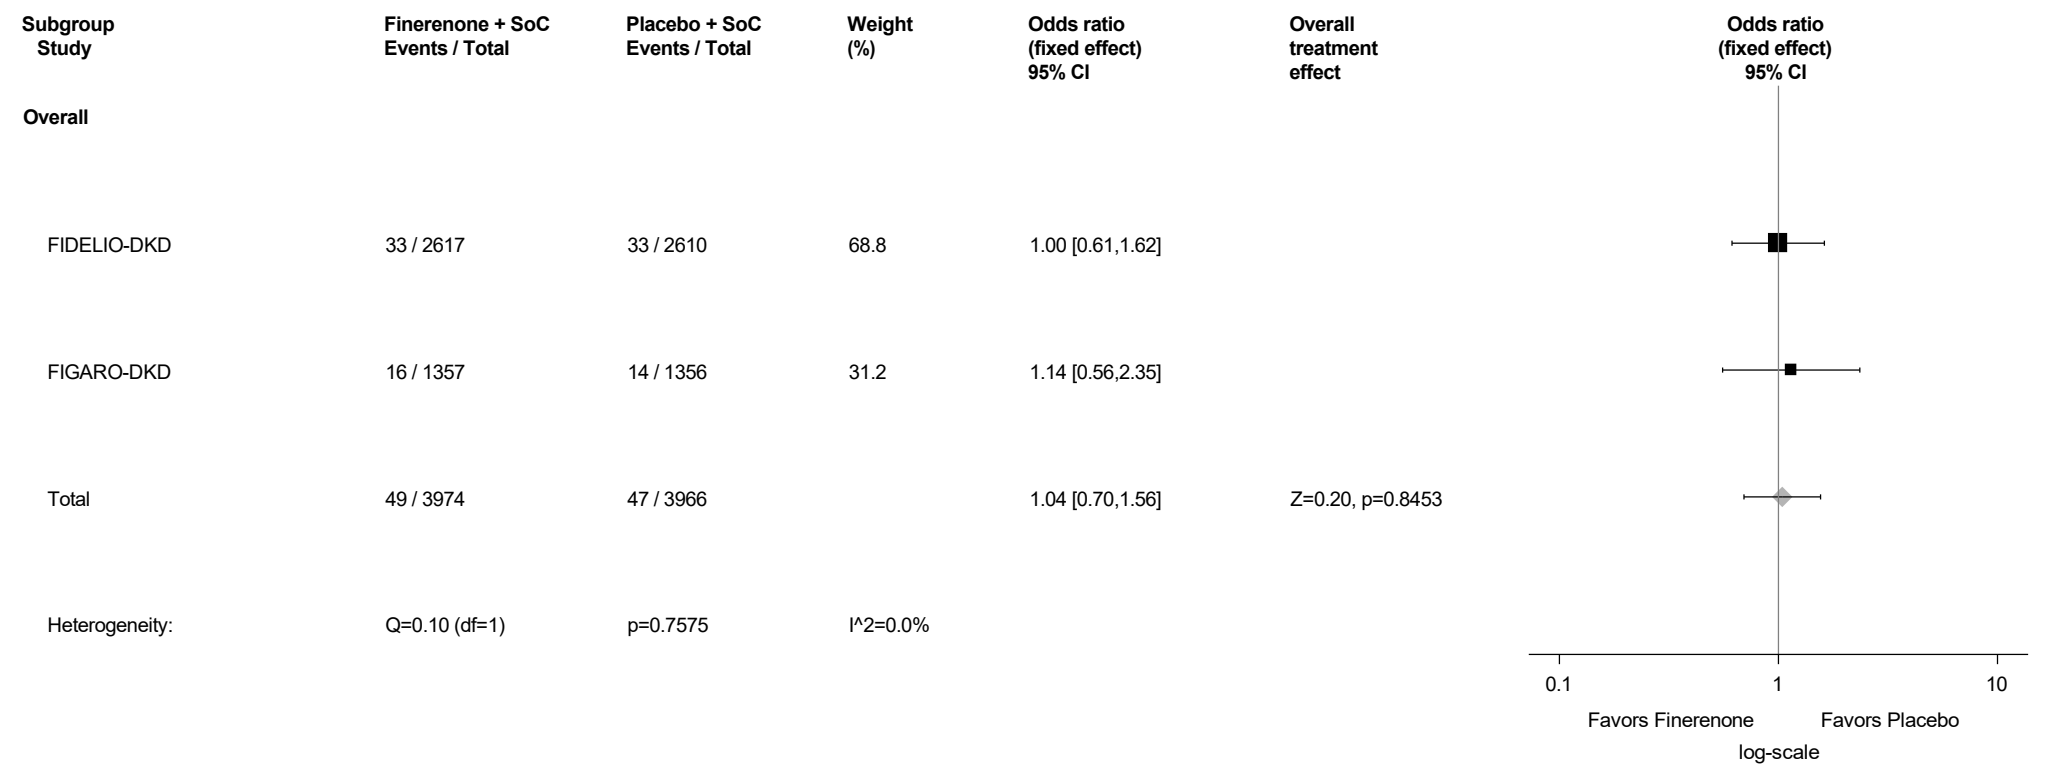 Subgroup Finerenone + SoC Placebo + SoC Weight Odds ratio Overall Odds ratio
Study Events / Total Events / Total (%) (fixed effect) treatment (fixed effect)
95% CI effect 95% CI
Overall
FIDELIO-DKD 33 / 2617 33 / 2610 68.8 1.00 [0.61,1.62]
FIGARO-DKD 16 / 1357 14 / 1356 31.2 1.14 [0.56,2.35]
Total 49 / 3974 47 / 3966 1.04 [0.70,1.56] Z=0.20, p=0.8453
Heterogeneity: Q=0.10 (df=1) p=0.7575 I^2=0.0%
0.1 1 10
Favors Finerenone Favors Placebo
log-scale